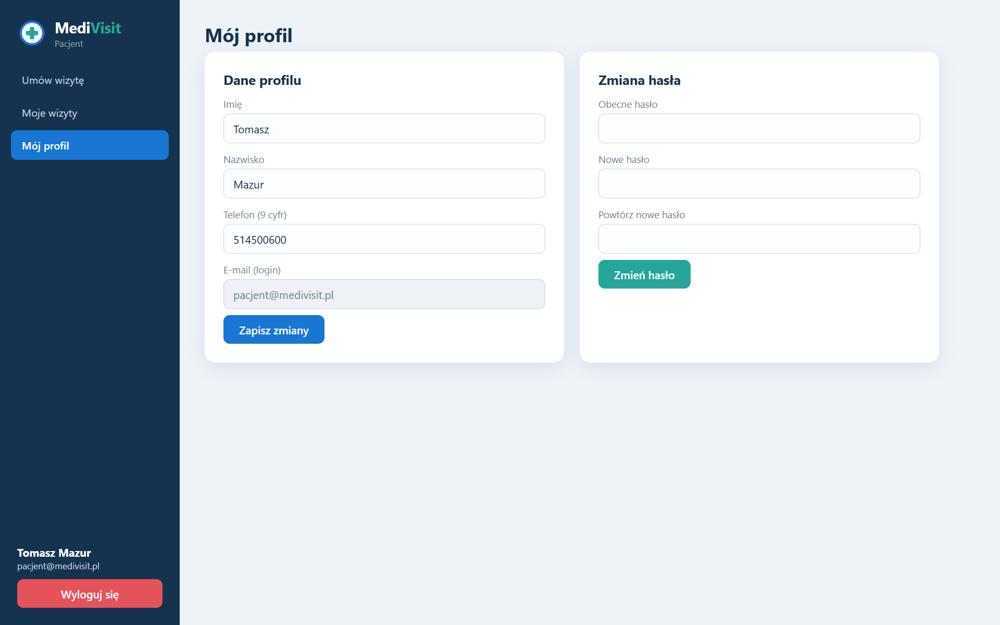 MediVisit
Pacjent
Umów wizytę
Moje wizyty
Mój profil
Tomasz Mazur
pacjent@medivisit.pl
Wyloguj się
Mój profil
Dane profilu
Imię
Tomasz
Nazwisko
Mazur
Telefon (9 cyfr)
514500600
E-mail (login)
pacjent@medivisit.pl
Zapisz zmiany
Zmiana hasła
Obecne hasło
Nowe hasło
Powtórz nowe hasło
Zmień hasło